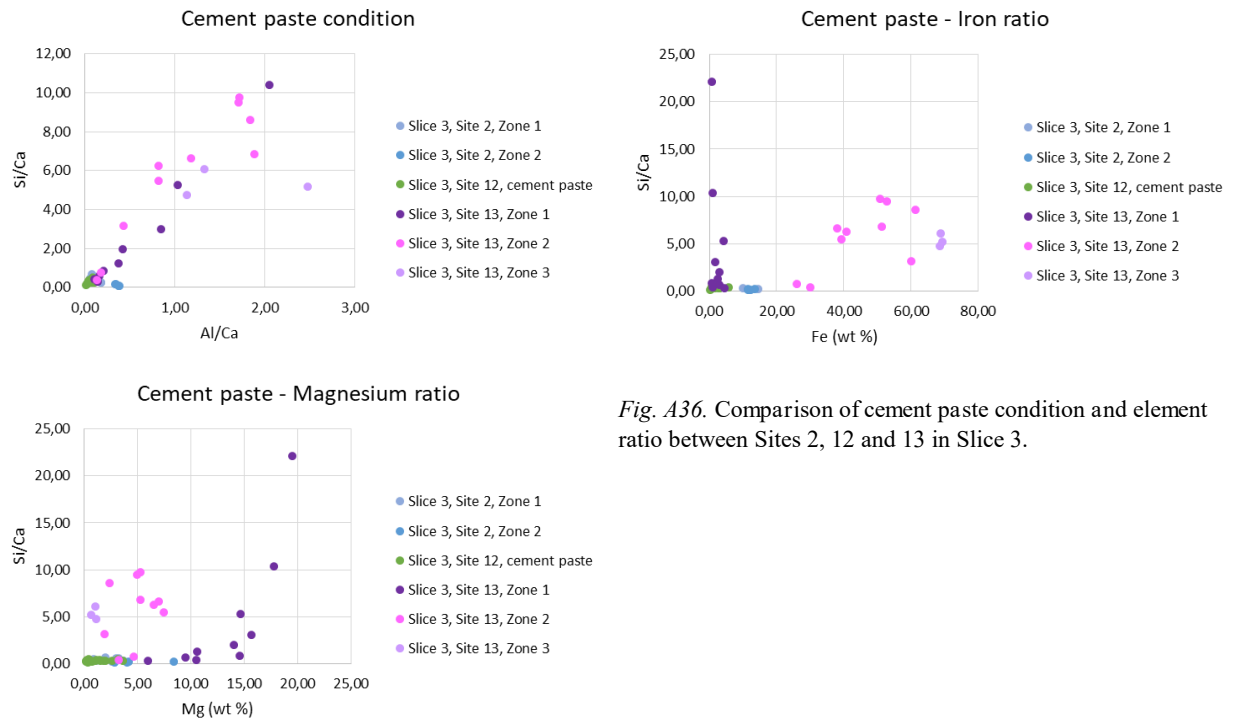 Cement paste condition
12,00
10,00
8,00
6,00
4,00
2,00
0,00
Si/Ca
0,00 1,00 2,00 3,00
Al/Ca
Slice 3, Site 2, Zone 1
Slice 3, Site 2, Zone 2
Slice 3, Site 12, cement paste
Slice 3, Site 13, Zone 1
Slice 3, Site 13, Zone 2
Slice 3, Site 13, Zone 3
Cement paste - Iron ratio
25,00
20,00
15,00
10,00
5,00
0,00
Si/Ca
0,00 20,00 40,00 60,00 80,00
Fe (wt %)
Slice 3, Site 2, Zone 1
Slice 3, Site 2, Zone 2
Slice 3, Site 12, cement paste
Slice 3, Site 13, Zone 1
Slice 3, Site 13, Zone 2
Slice 3, Site 13, Zone 3
Cement paste - Magnesium ratio
25,00
20,00
15,00
10,00
5,00
0,00
Si/Ca
0,00 5,00 10,00 15,00 20,00 25,00
Mg (wt %)
Slice 3, Site 2, Zone 1
Slice 3, Site 2, Zone 2
Slice 3, Site 12, cement paste
Slice 3, Site 13, Zone 1
Slice 3, Site 13, Zone 2
Slice 3, Site 13, Zone 3
Fig. A36. Comparison of cement paste condition and element
ratio between Sites 2, 12 and 13 in Slice 3.